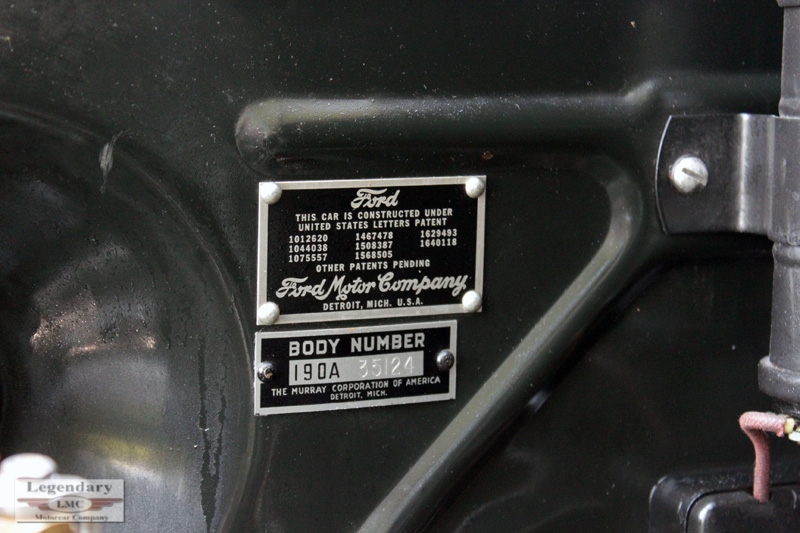 Ford
THIS CAR IS CONSTRUCTED UNDER
UNITED STATES LETTERS PATENT
1012620 1467478 1629493
1044038 1508387 1640118
1075557 1568505
OTHER PATENTS PENDING
Ford Motor Company
DETROIT, MICH. U.S.A.
BODY NUMBER
190A 35124
THE MURRAY CORPORATION OF AMERICA
DETROIT, MICH.
Legendary
LMC
Motorcar Company